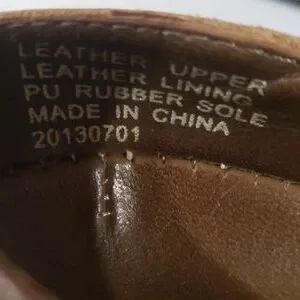 LEATHER UPPER
LEATHER LINING
PU RUBBER SOLE
MADE IN CHINA
20130701